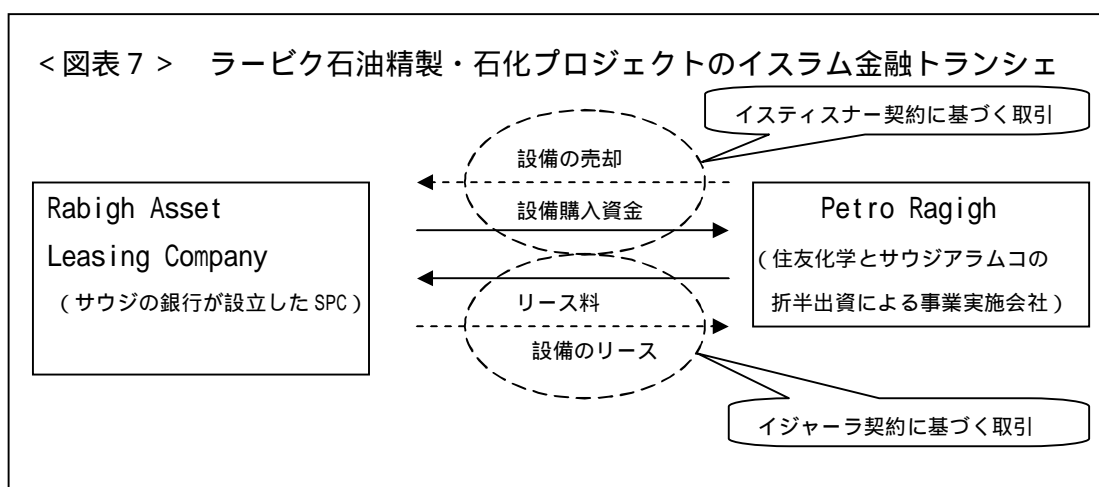 <図表7> ラービク石油精製・石化プロジェクトのイスラム金融トランシェ
イスティスナー契約に基づく取引
設備の売却
設備購入資金
Rabigh Asset
Leasing Company
(サウジの銀行が設立した SPC)
Petro Ragigh
(住友化学とサウジアラムコの
折半出資による事業実施会社)
リース料
設備のリース
イジャーラ契約に基づく取引